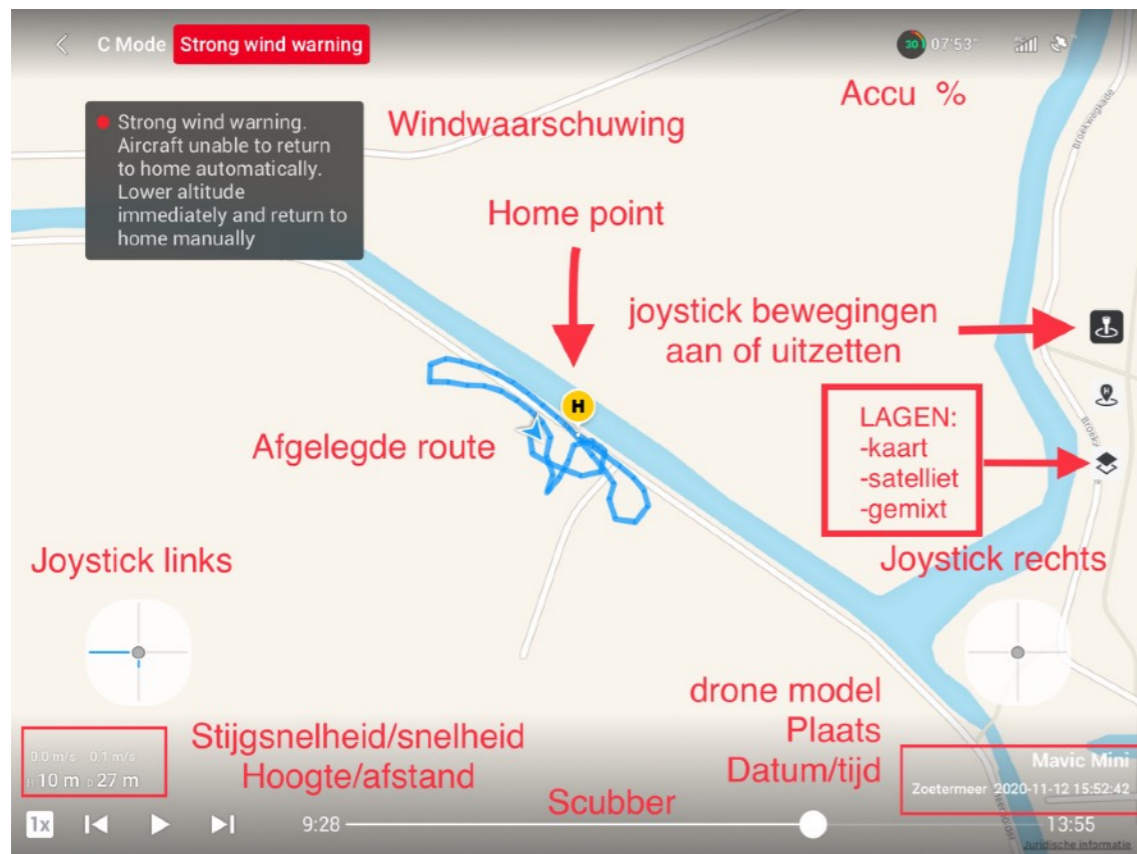 C Mode Strong wind warning
30 07'53"
Accu %
Strong wind warning.
Aircraft unable to return
to home automatically.
Lower altitude
immediately and return to
home manually
Windwaarschuwing
Broekwegkade
Home point
joystick bewegingen
aan of uitzetten
H
LAGEN:
-kaart
-satelliet
-gemixt
Afgelegde route
Joystick links
Joystick rechts
drone model
Plaats
Datum/tijd
Stijgsnelheid/snelheid
Hoogte/afstand
0.0 m/s 0.1 m/s
H 10 m D 27 m
Mavic Mini
Zoetermeer 2020-11-12 15:52:42
Scubber
1x 9:28 13:55
Juridische informatie